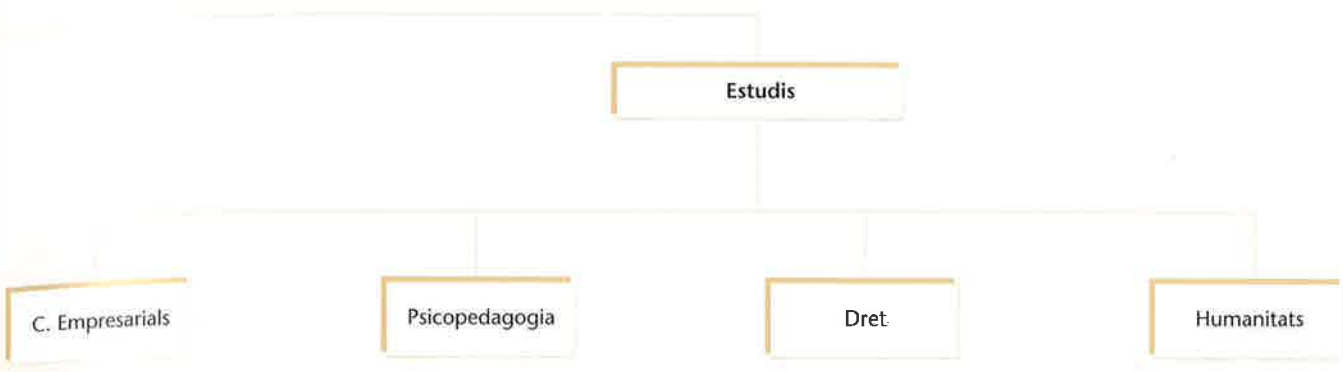 Estudis
C. Empresarials
Psicopedagogia
Dret
Humanitats